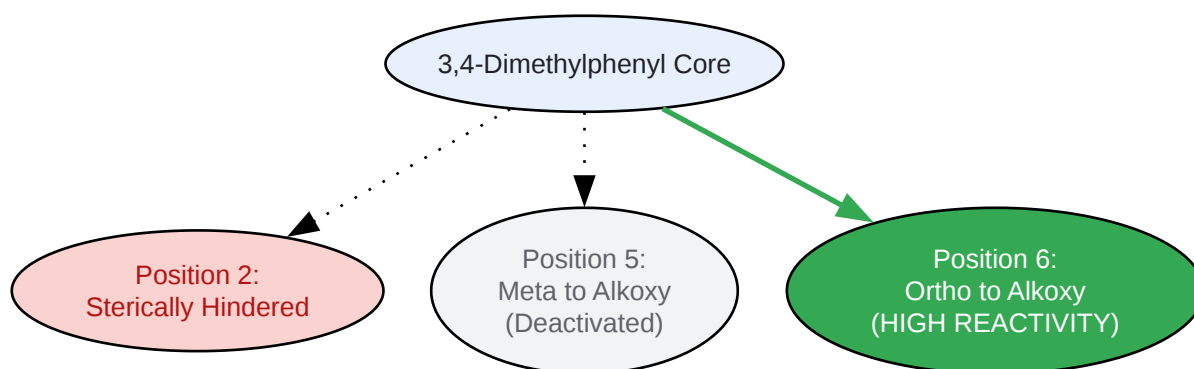 3,4-Dimethylphenyl Core
Position 2:
Sterically Hindered
Position 5:
Meta to Alkoxy
(Deactivated)
Position 6:
Ortho to Alkoxy
(HIGH REACTIVITY)